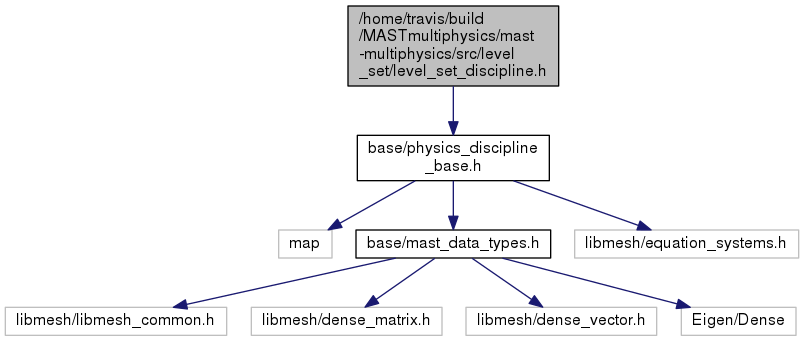 /home/travis/build
/MASTmultiphysics/mast
-multiphysics/src/level
_set/level_set_discipline.h
base/physics_discipline
_base.h
map
base/mast_data_types.h
libmesh/equation_systems.h
libmesh/libmesh_common.h
libmesh/dense_matrix.h
libmesh/dense_vector.h
Eigen/Dense